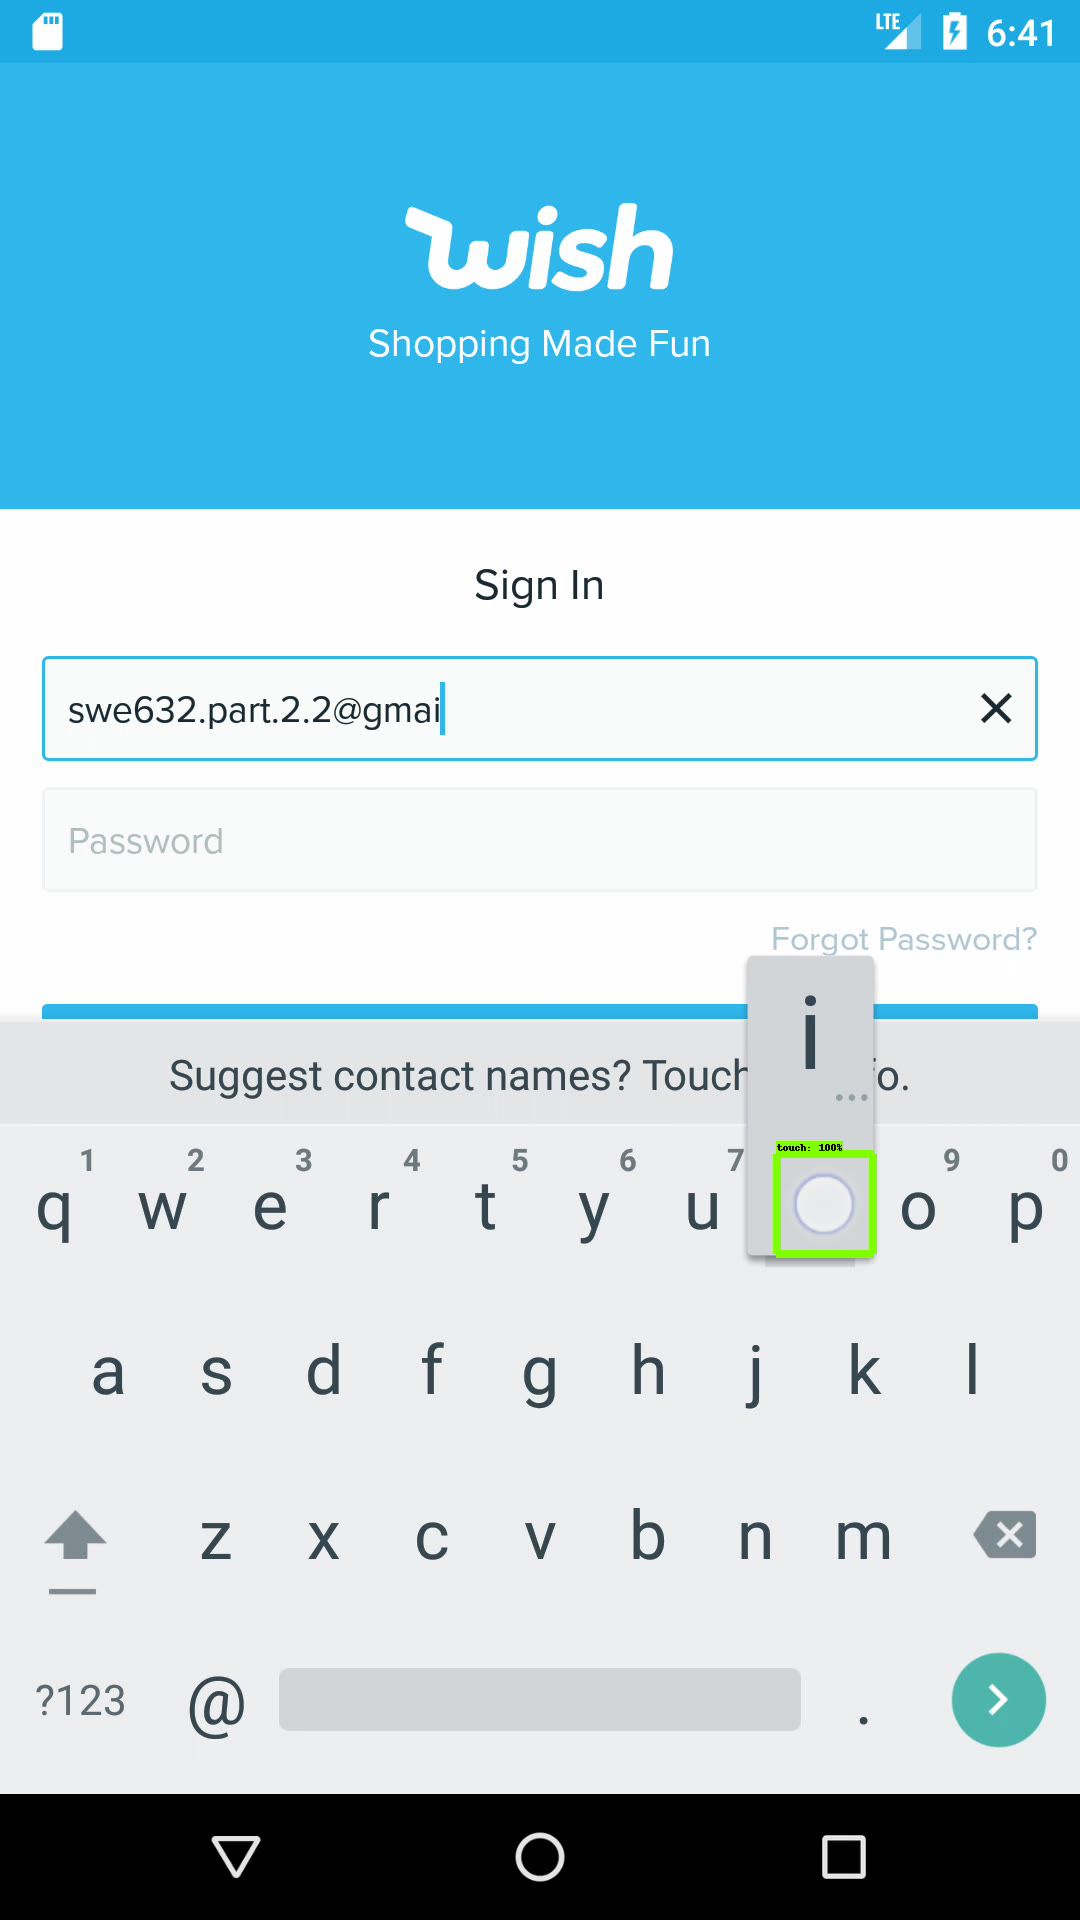 LTE 6:41
wish
Shopping Made Fun
Sign In
swe632.part.2.2@gmai
Password
Forgot Password?
i
Suggest contact names? Touch fo.
touch: 100%
1 2 3 4 5 6 7 9 0
q w e r t y u o p
a s d f g h j k l
z x c v b n m
?123 @ .